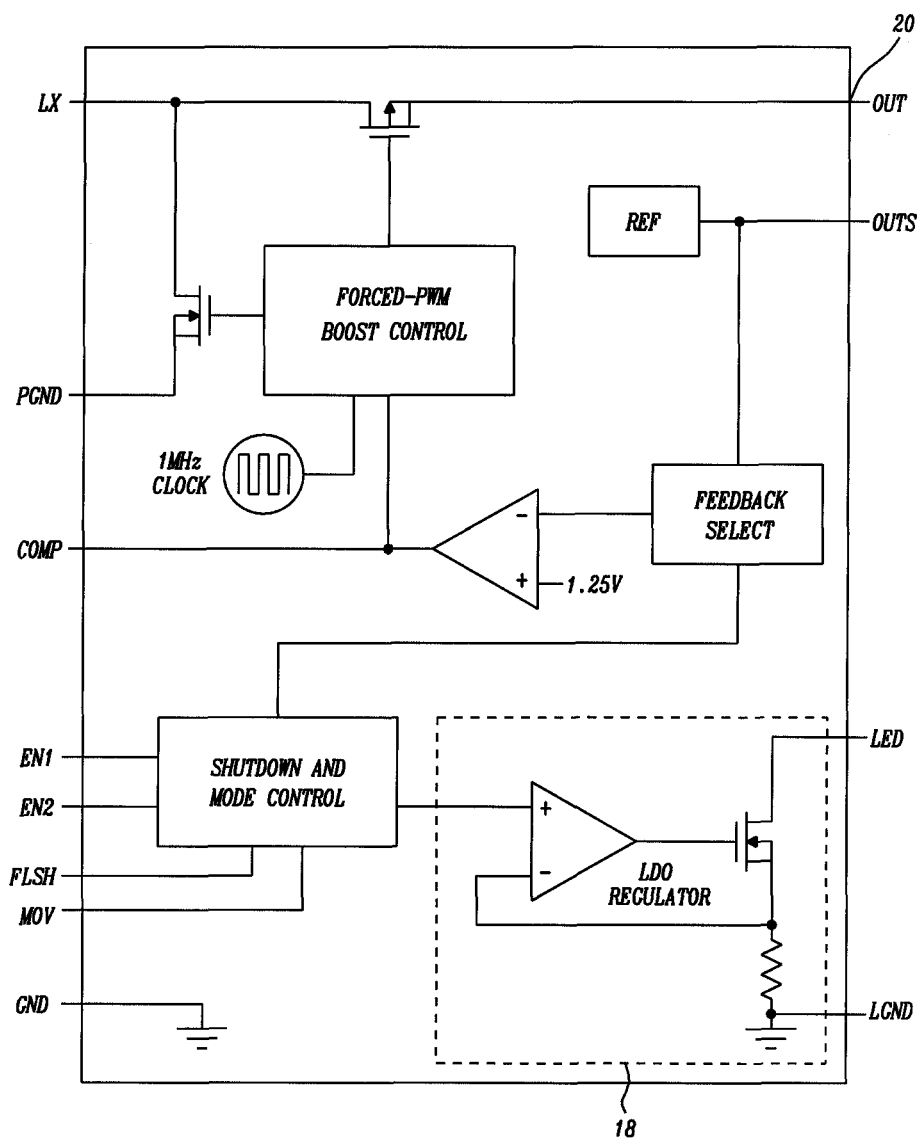 20
LX
OUT
REF
OUTS
FORCED-PWM
BOOST CONTROL
PGND
1MHz
CLOCK
FEEDBACK
SELECT
-
COMP
+
1.25V
LED
EN1
SHUTDOWN AND
MODE CONTROL
EN2
+
-
LDO
REGULATOR
FLSH
MOV
GND
LGND
18